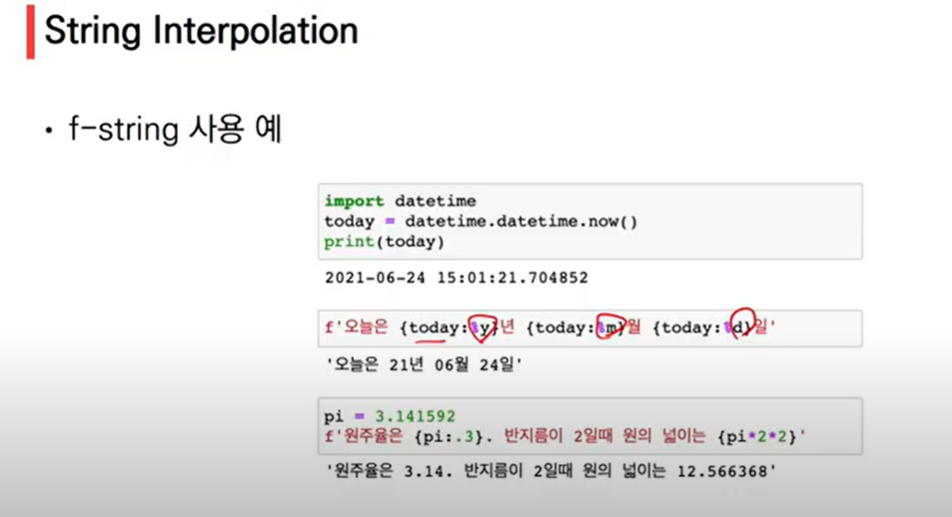 String Interpolation
• f-string 사용 예
import datetime
today = datetime.datetime.now()
print(today)
2021-06-24 15:01:21.704852
f'오늘은 {today:%y}년 {today:%m}월 {today:%d}일'
'오늘은 21년 06월 24일'
pi = 3.141592
f'원주율은 {pi:.3}. 반지름이 2일때 원의 넓이는 {pi*2*2}'
'원주율은 3.14. 반지름이 2일때 원의 넓이는 12.566368'